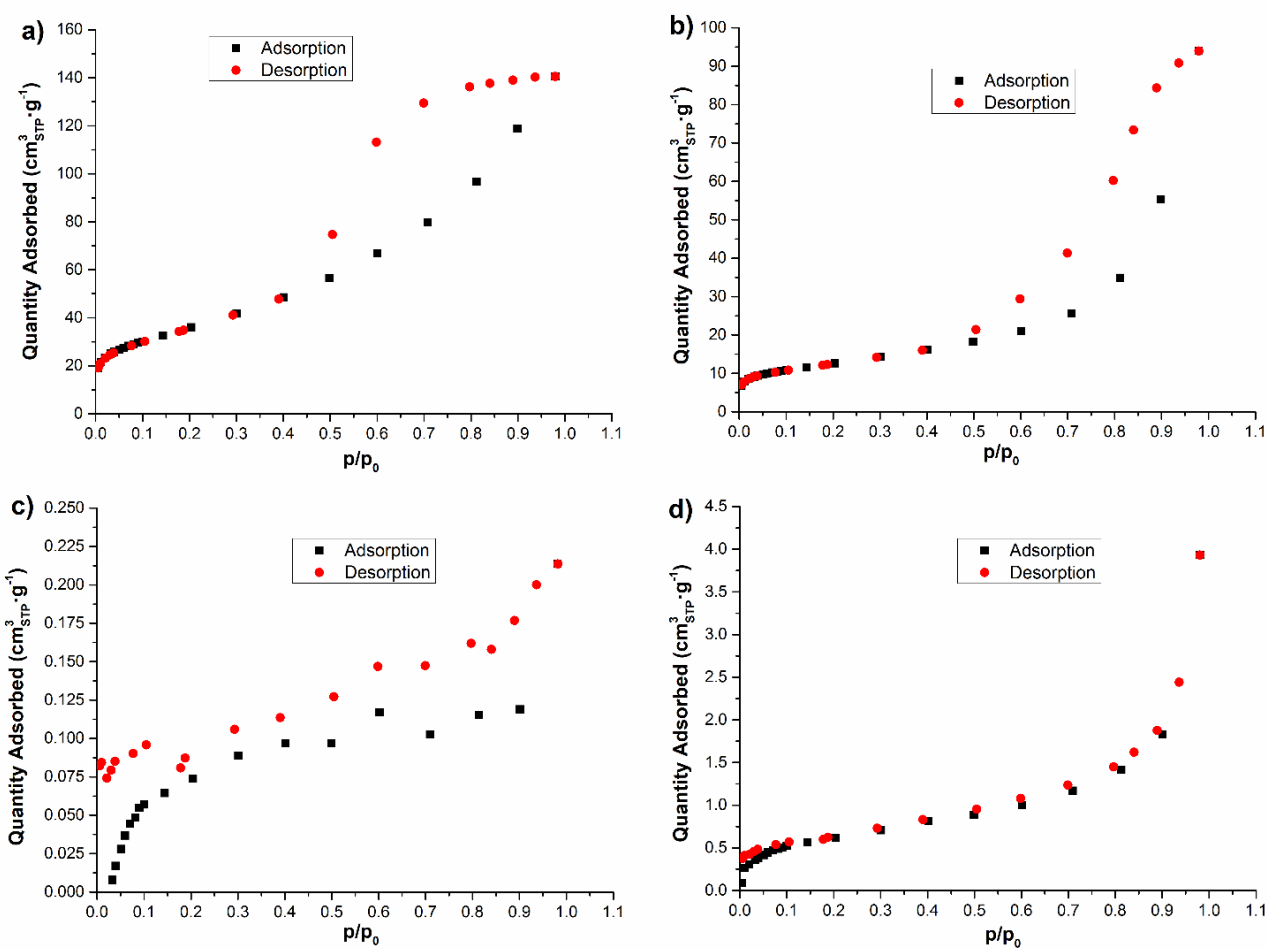 a)
Adsorption
Desorption
Quantity Adsorbed (cm³STP·g⁻¹)
160
140
120
100
80
60
40
20
0
0.0 0.1 0.2 0.3 0.4 0.5 0.6 0.7 0.8 0.9 1.0 1.1
p/p₀
b)
Adsorption
Desorption
Quantity Adsorbed (cm³STP·g⁻¹)
100
90
80
70
60
50
40
30
20
10
0
0.0 0.1 0.2 0.3 0.4 0.5 0.6 0.7 0.8 0.9 1.0 1.1
p/p₀
c)
Adsorption
Desorption
Quantity Adsorbed (cm³STP·g⁻¹)
0.250
0.225
0.200
0.175
0.150
0.125
0.100
0.075
0.050
0.025
0.000
0.0 0.1 0.2 0.3 0.4 0.5 0.6 0.7 0.8 0.9 1.0 1.1
p/p₀
d)
Adsorption
Desorption
Quantity Adsorbed (cm³STP·g⁻¹)
4.5
4.0
3.5
3.0
2.5
2.0
1.5
1.0
0.5
0.0
0.0 0.1 0.2 0.3 0.4 0.5 0.6 0.7 0.8 0.9 1.0 1.1
p/p₀